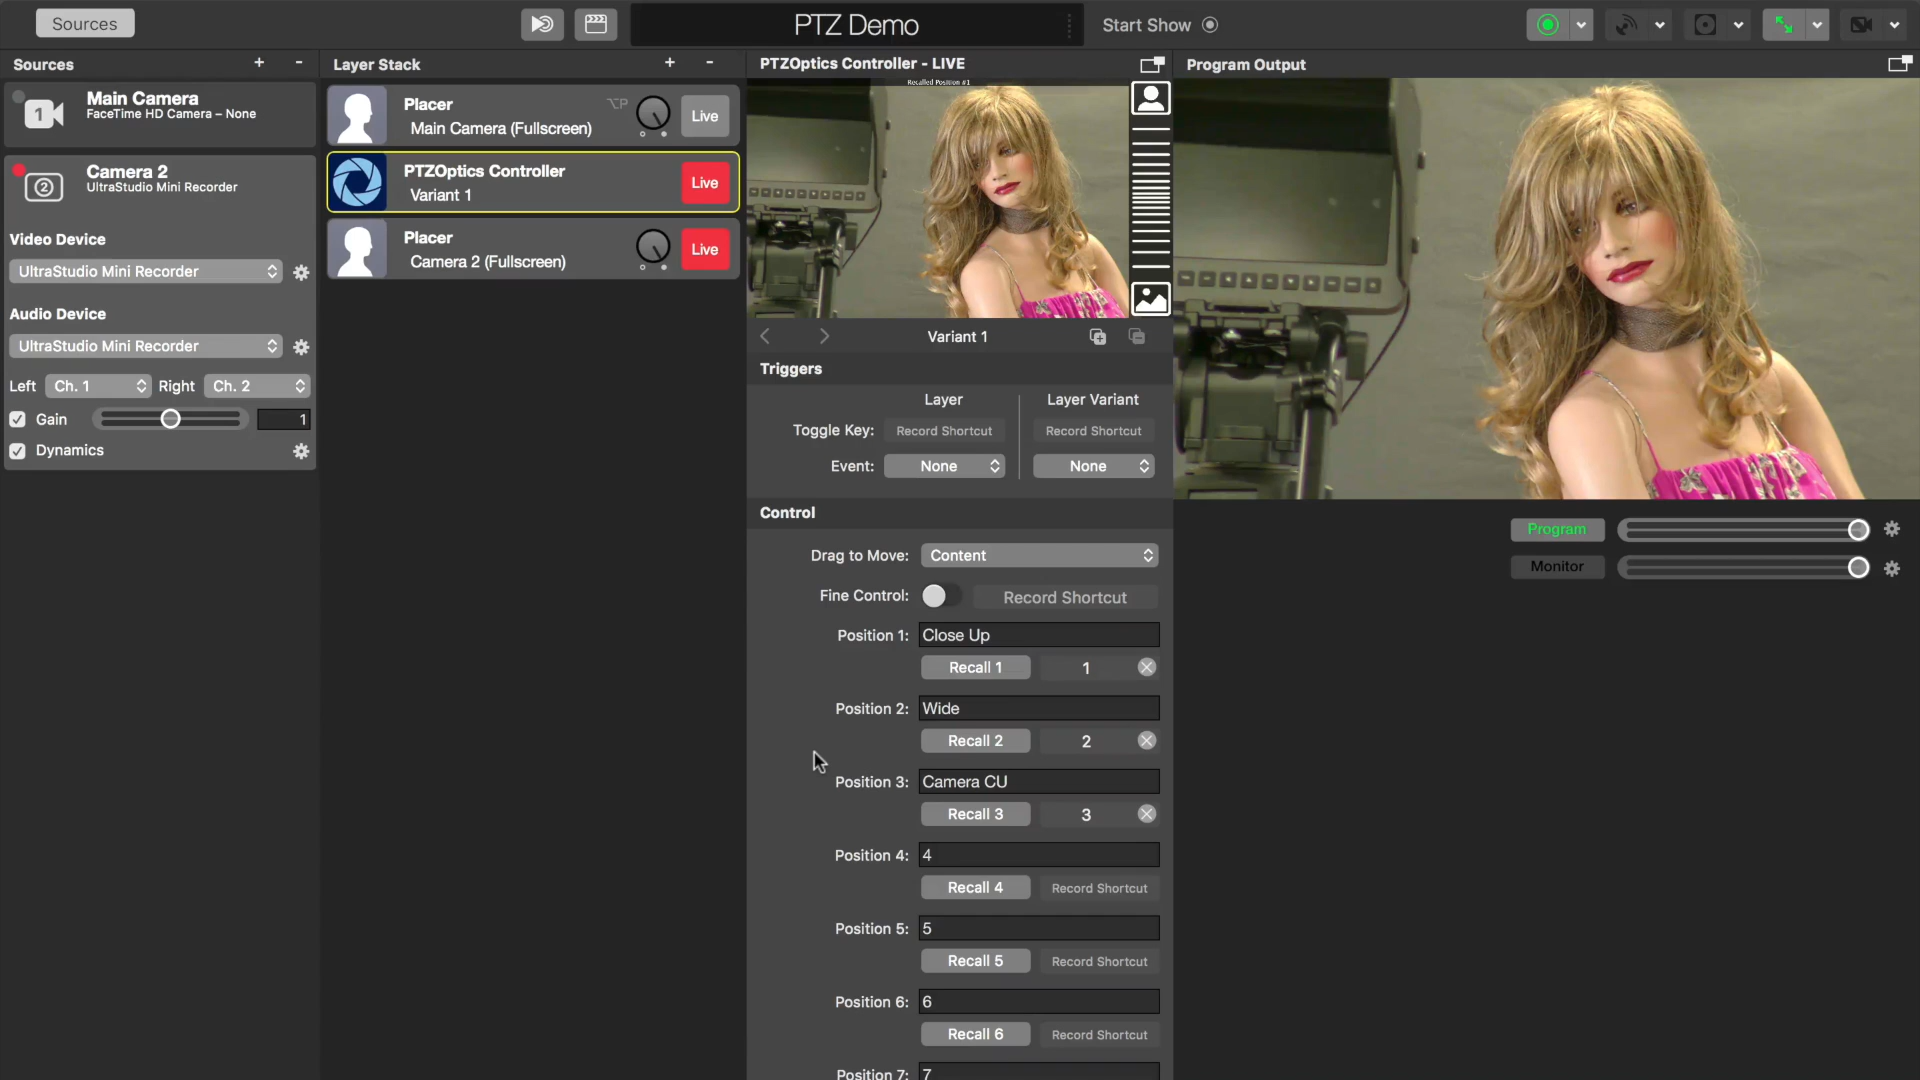 Sources
PTZ Demo
Start Show
Sources + -
Layer Stack + -
PTZOptics Controller - LIVE
Program Output
1
Main Camera
FaceTime HD Camera – None
2
Camera 2
UltraStudio Mini Recorder
Video Device
UltraStudio Mini Recorder
Audio Device
UltraStudio Mini Recorder
Left Ch. 1 Right Ch. 2
Gain 1
Dynamics
Placer ⌥P
Main Camera (Fullscreen) Live
PTZOptics Controller
Variant 1 Live
Placer
Camera 2 (Fullscreen) Live
Recalled Position #1
Variant 1
Triggers
Layer Layer Variant
Toggle Key: Record Shortcut Record Shortcut
Event: None None
Control
Drag to Move: Content
Fine Control: Record Shortcut
Position 1: Close Up
Recall 1 1
Position 2: Wide
Recall 2 2
Position 3: Camera CU
Recall 3 3
Position 4: 4
Recall 4 Record Shortcut
Position 5: 5
Recall 5 Record Shortcut
Position 6: 6
Recall 6 Record Shortcut
Position 7: 7
Program
Monitor